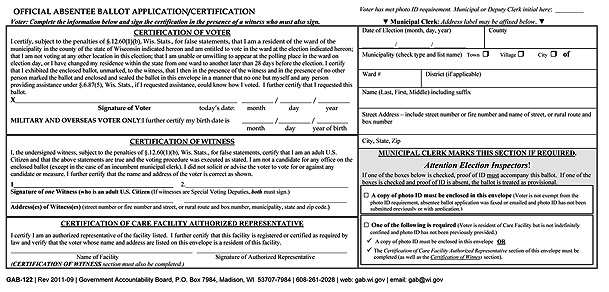 OFFICIAL ABSENTEE BALLOT APPLICATION/CERTIFICATION
Voter: Complete the information below and sign the certification in the presence of a witness who must also sign.
CERTIFICATION OF VOTER
I certify, subject to the penalties of §.12.60(1)(b), Wis. Stats., for false statements, that I am a resident of the ward of the
municipality in the county of the state of Wisconsin indicated hereon and am entitled to vote in the ward at the election indicated hereon;
that I am not voting at any other location in this election; that I am unable or unwilling to appear at the polling place in the ward on
election day, or I have changed my residence within the state from one ward to another later than 28 days before the election. I certify
that I exhibited the enclosed ballot, unmarked, to the witness, that I then in the presence of the witness and in the presence of no other
person marked the ballot and enclosed and sealed the ballot in this envelope in a manner that no one but myself and any person
providing assistance under §.6.87(5), Wis. Stats., if I requested assistance, could know how I voted. I further certify that I requested this
ballot.
X / /
Signature of Voter today's date: month day year
MILITARY AND OVERSEAS VOTER ONLY: I further certify my birth date is / /
month day year of birth
CERTIFICATION OF WITNESS
I, the undersigned witness, subject to the penalties of §.12.60(1)(b), Wis. Stats., for false statements, certify that I am an adult U.S.
Citizen and that the above statements are true and the voting procedure was executed as stated. I am not a candidate for any office on the
enclosed ballot (except in the case of an incumbent municipal clerk). I did not solicit or advise the voter to vote for or against any
candidate or measure. I further certify that the name and address of the voter is correct as shown.
1. 2.
Signature of one Witness (who is an adult U.S. Citizen) (If witnesses are Special Voting Deputies, both must sign.)
Address(es) of Witness(es) (street number or fire number and street, or rural route and box number, municipality, state and zip code.)
CERTIFICATION OF CARE FACILITY AUTHORIZED REPRESENTATIVE
I certify I am an authorized representative of the facility listed. I further certify that this facility is registered or certified as required by
law and verify that the voter whose name and address are listed on this envelope is a resident of this facility.
Name of Facility Signature of Authorized Representative
(CERTIFICATION OF WITNESS section must also be completed.)
Voter has met photo ID requirement. Municipal or Deputy Clerk initial here:
▼ Municipal Clerk: Address label may be affixed below. ▼
Date of Election (month, day, year) County
/ /
Municipality (check type and list name) Town ☐ Village ☐ City ☐ of
Ward # District (if applicable)
Name (Last, First, Middle) including suffix
Street Address – include street number or fire number and name of street, or rural route and
box number
City, State, Zip
MUNICIPAL CLERK MARKS THIS SECTION IF REQUIRED.
Attention Election Inspectors!
If one of the boxes below is checked, proof of ID must accompany this ballot. If one of the
boxes is checked and proof of ID is absent, the ballot is treated as provisional.
☐ A copy of photo ID must be enclosed in this envelope (Voter is not exempt from the
photo ID requirement, absentee ballot application was faxed or emailed and photo ID has not been
submitted previously or with application.)
☐ One of the following is required (Voter is resident of Care Facility but is not indefinitely
confined and photo ID has not been previously provided.)
✓ A copy of photo ID must be enclosed in envelope OR
✓ The Certification of Care Facility Authorized Representative section of this envelope must be
completed (as well as the Certification of Witness section).
GAB-122 | Rev 2011-09 | Government Accountability Board, P.O. Box 7984, Madison, WI 53707-7984 | 608-261-2028 | web: gab.wi.gov | email: gab@wi.gov